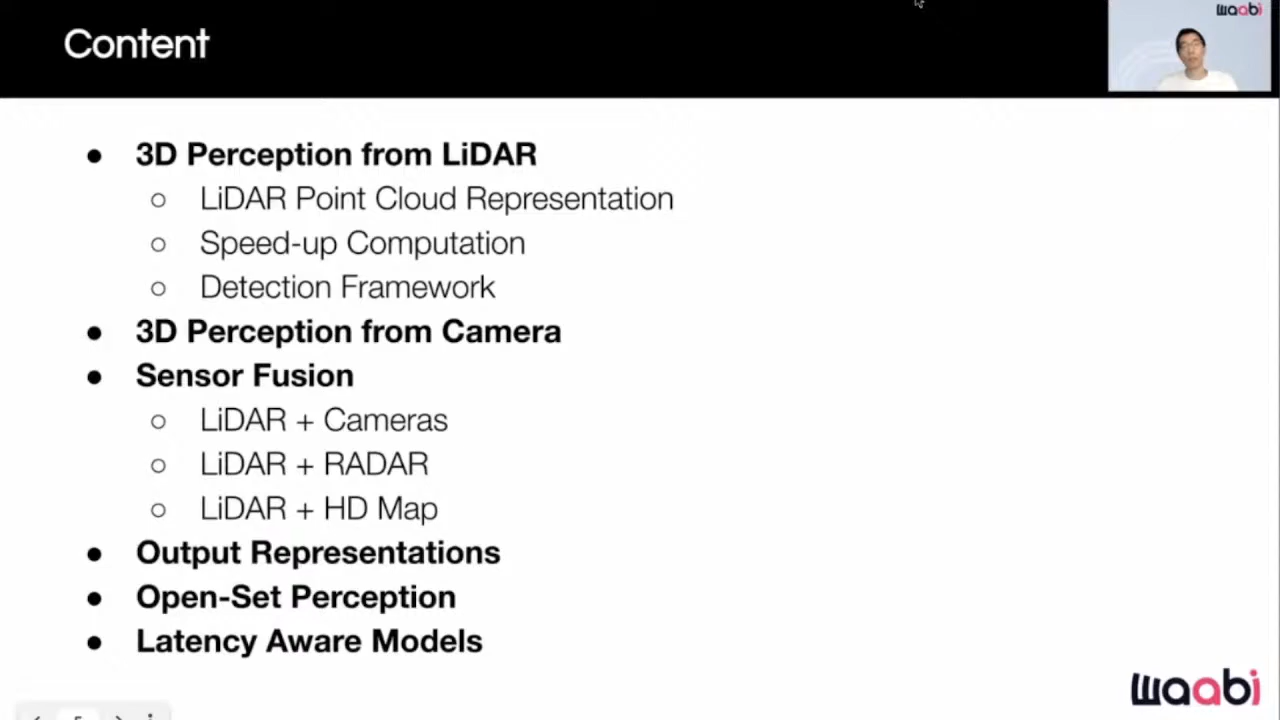 Content
waabi
● 3D Perception from LiDAR
○ LiDAR Point Cloud Representation
○ Speed-up Computation
○ Detection Framework
● 3D Perception from Camera
● Sensor Fusion
○ LiDAR + Cameras
○ LiDAR + RADAR
○ LiDAR + HD Map
● Output Representations
● Open-Set Perception
● Latency Aware Models
waabi